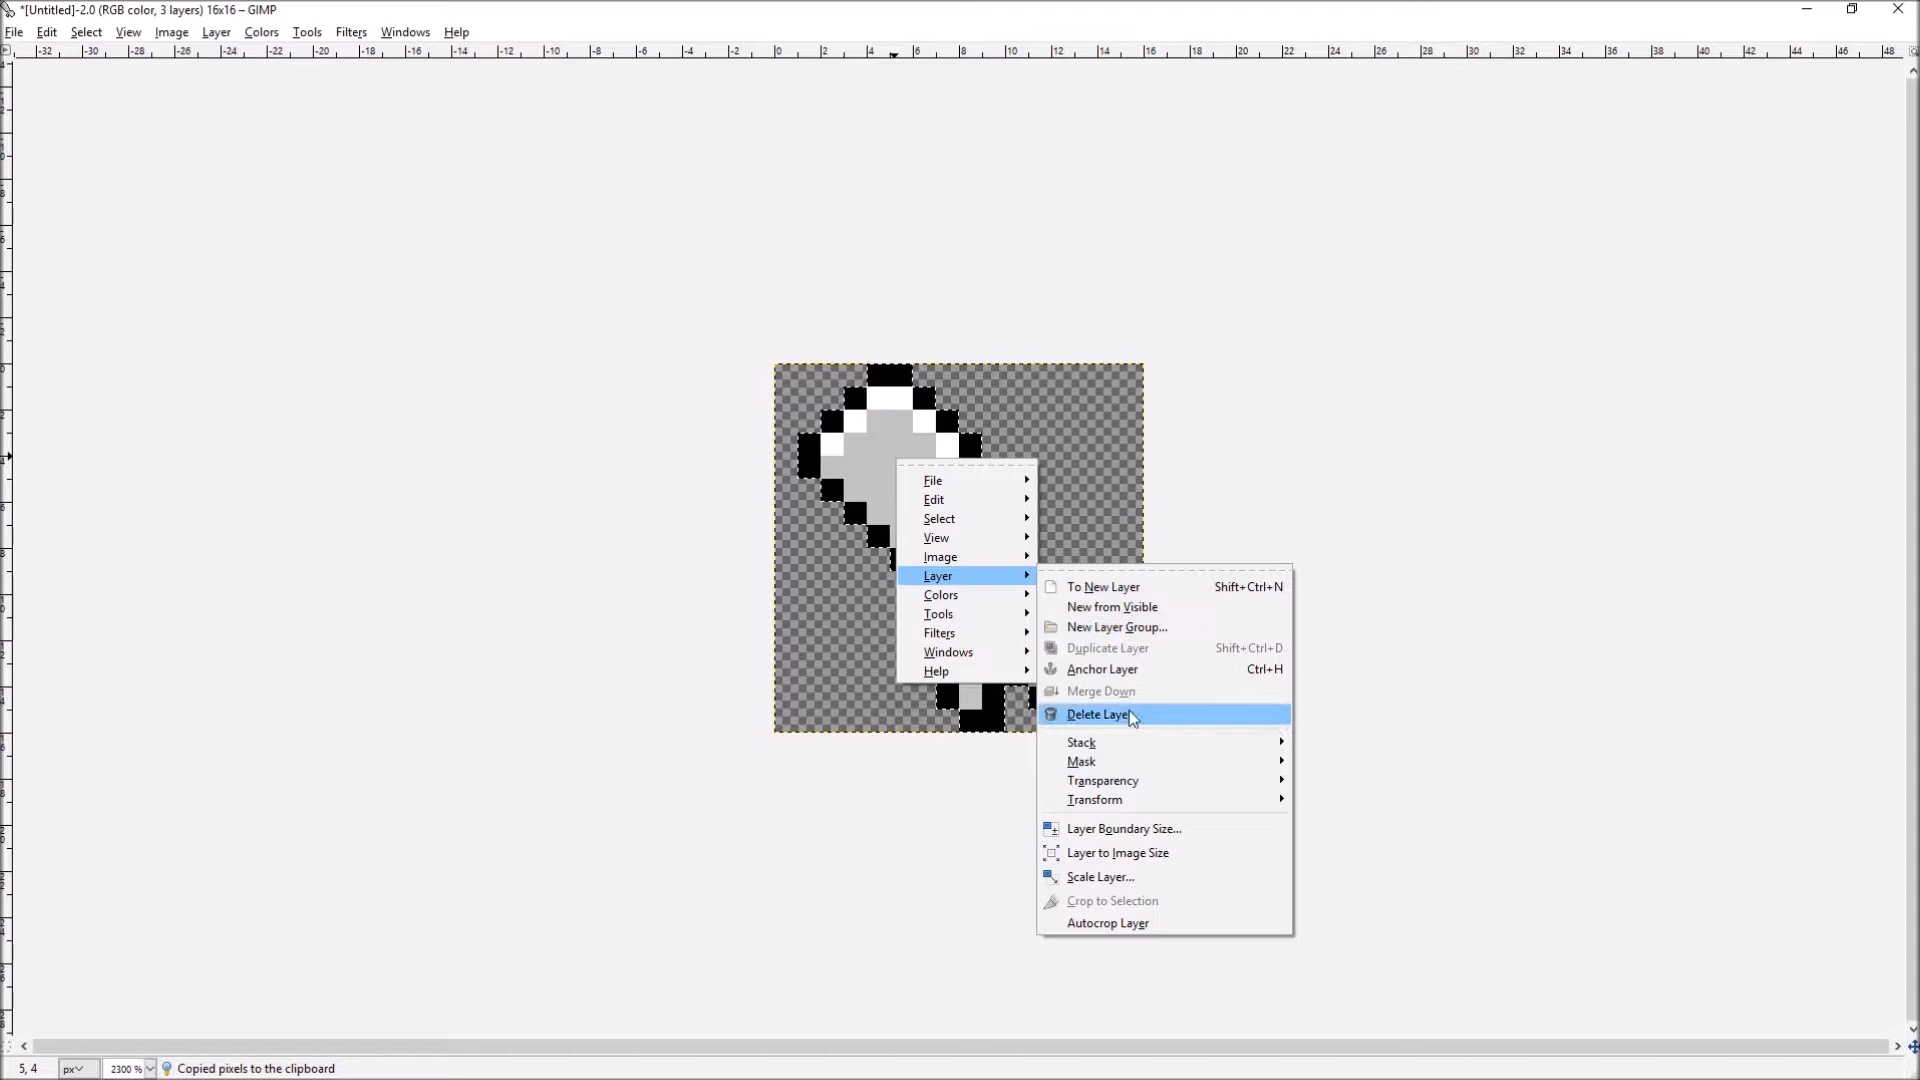 *[Untitled]-2.0 (RGB color, 3 layers) 16x16 – GIMP
File Edit Select View Image Layer Colors Tools Filters Windows Help
-32 -30 -28 -26 -24 -22 -20 -18 -16 -14 -12 -10 -8 -6 -4 -2 0 2 4 6 8 10 12 14 16 18 20 22 24 26 28 30 32 34 36 38 40 42 44 46 48
File
Edit
Select
View
Image
Layer
Colors
Tools
Filters
Windows
Help
To New Layer Shift+Ctrl+N
New from Visible
New Layer Group...
Duplicate Layer Shift+Ctrl+D
Anchor Layer Ctrl+H
Merge Down
Delete Layer
Stack
Mask
Transparency
Transform
Layer Boundary Size...
Layer to Image Size
Scale Layer...
Crop to Selection
Autocrop Layer
5, 4 px 2300 % Copied pixels to the clipboard